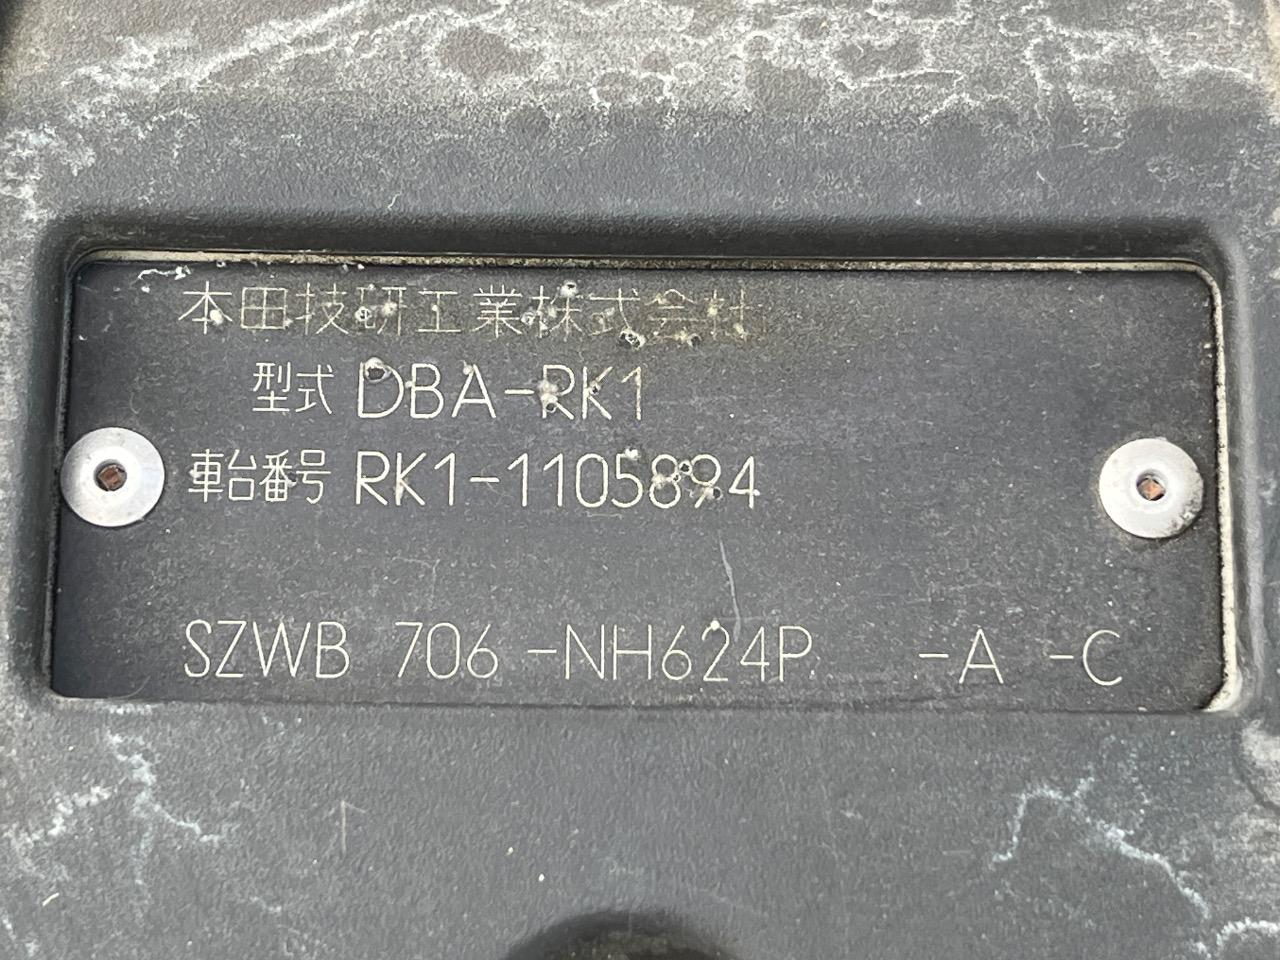 本田技研工業株式会社
型式 DBA-RK1
車台番号 RK1-1105894
SZWB 706 -NH624P -A -C